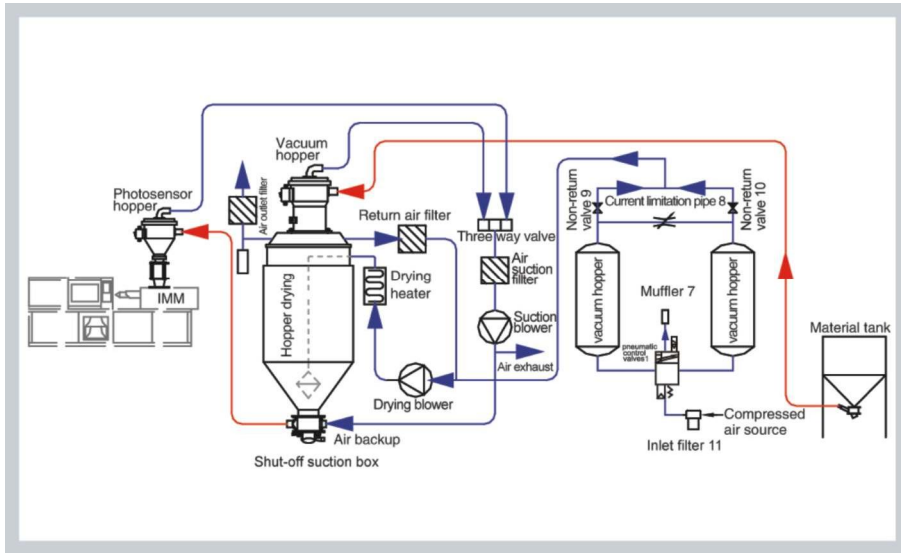 Vacuum
hopper
Photosensor
hopper
Air outlet filter
Return air filter
Three way valve
Air
suction
filter
Drying
heater
Hopper drying
IMM
Suction
blower
Air exhaust
Drying blower
Air backup
Shut-off suction box
Non-return
valve 9
Current limitation pipe 8
Non-return
valve 10
vacuum hopper
Muffler 7
vacuum hopper
pneumatic
control
valves1
Compressed
air source
Inlet filter 11
Material tank